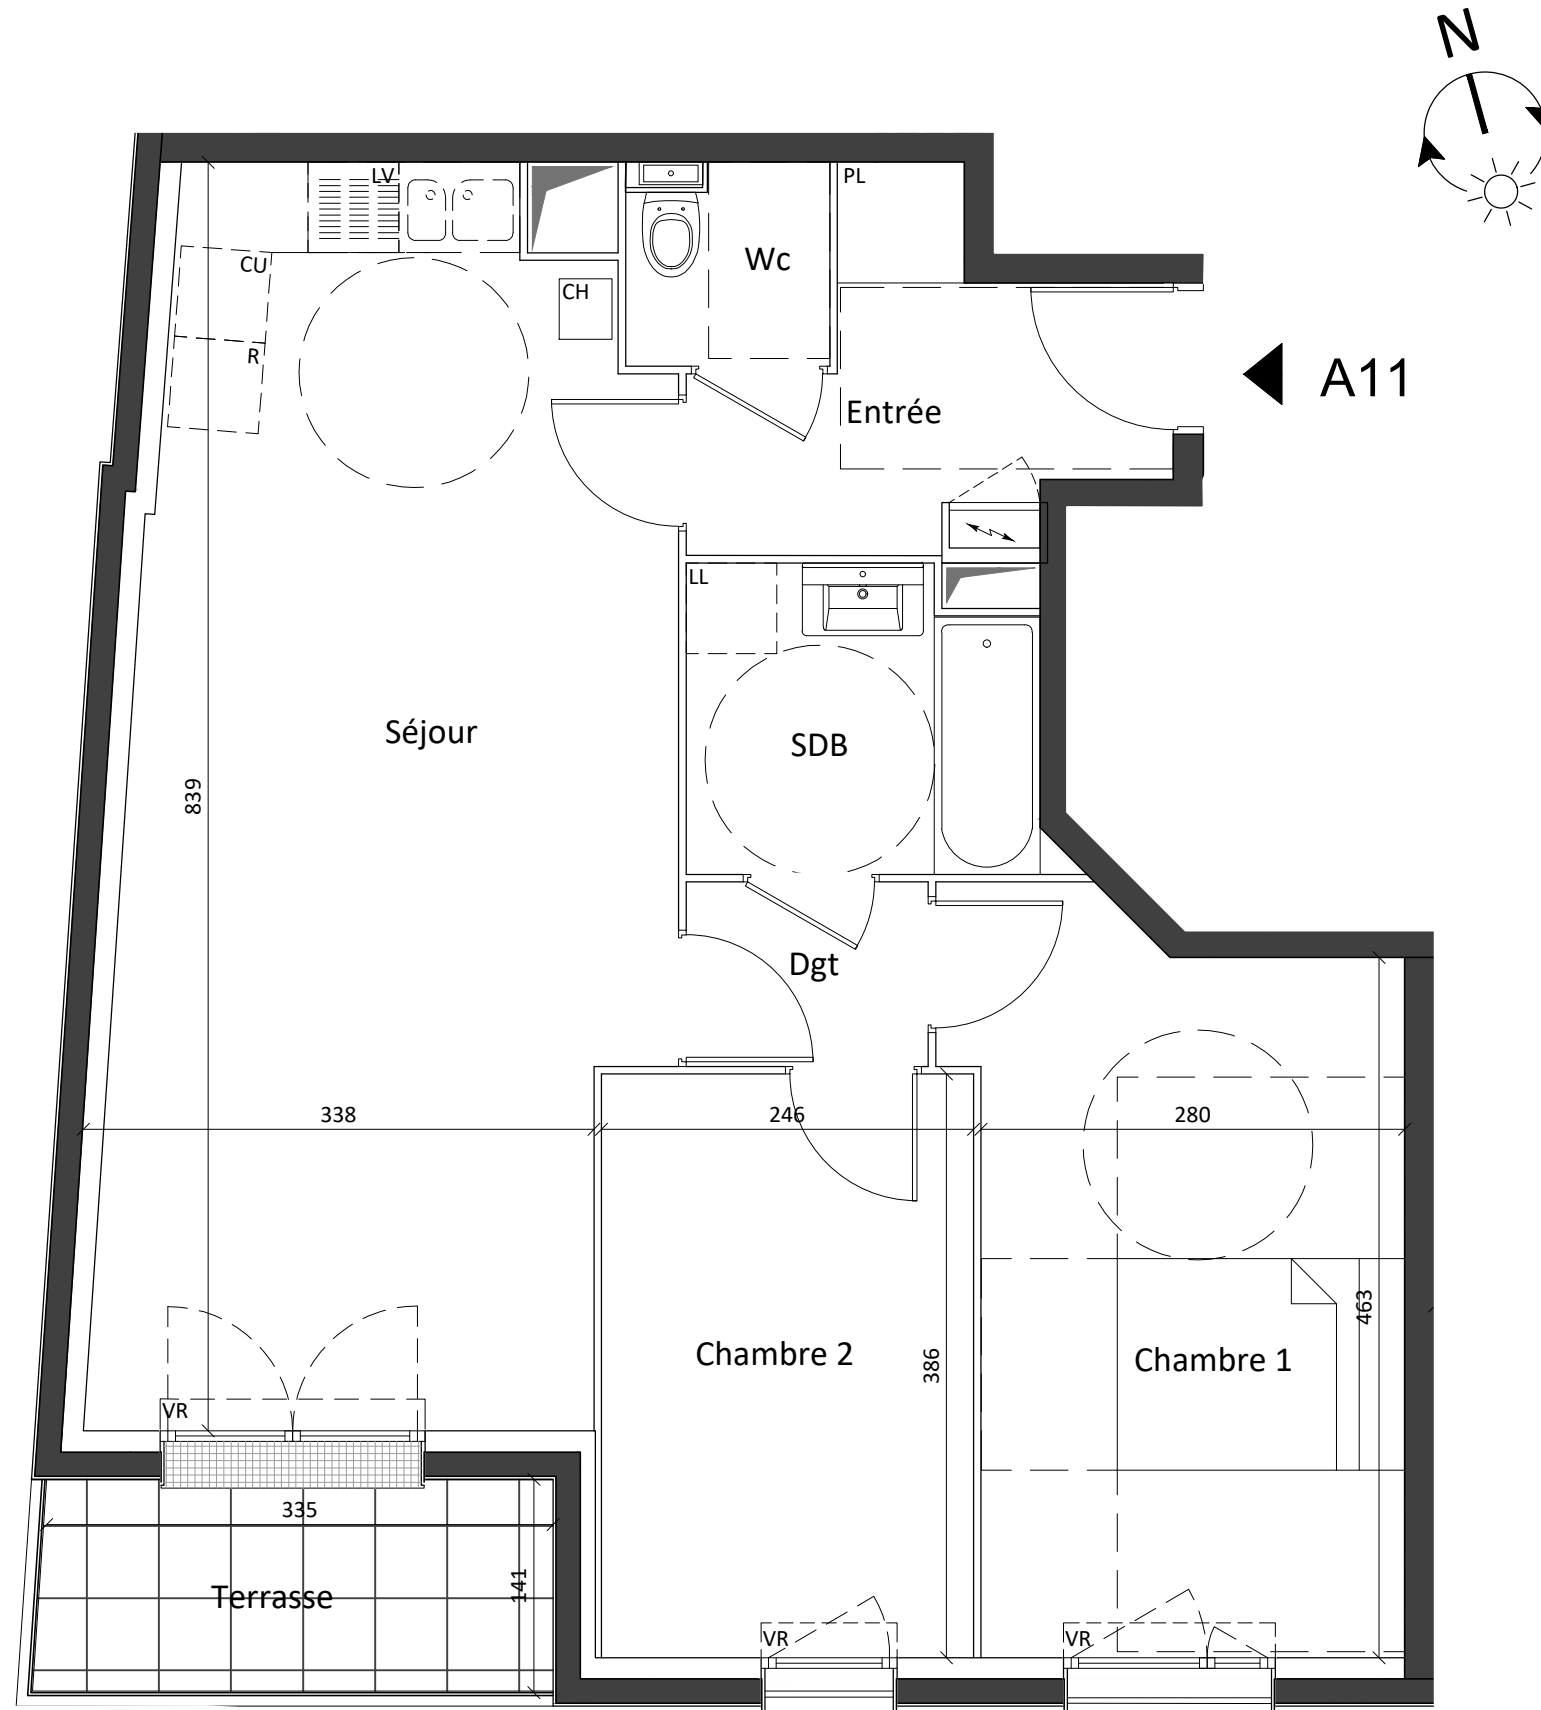 N
LV
PL
Wc
CU
CH
R
A11
Entrée
LL
Séjour
SDB
839
Dgt
338
246
280
463
Chambre 2
386
Chambre 1
VR
335
141
Terrasse
VR
VR